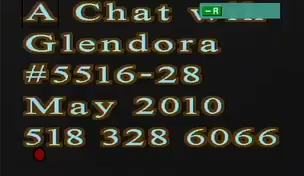 A Chat w
Glendora
#5516-28
May 2010
518 328 6066
-R